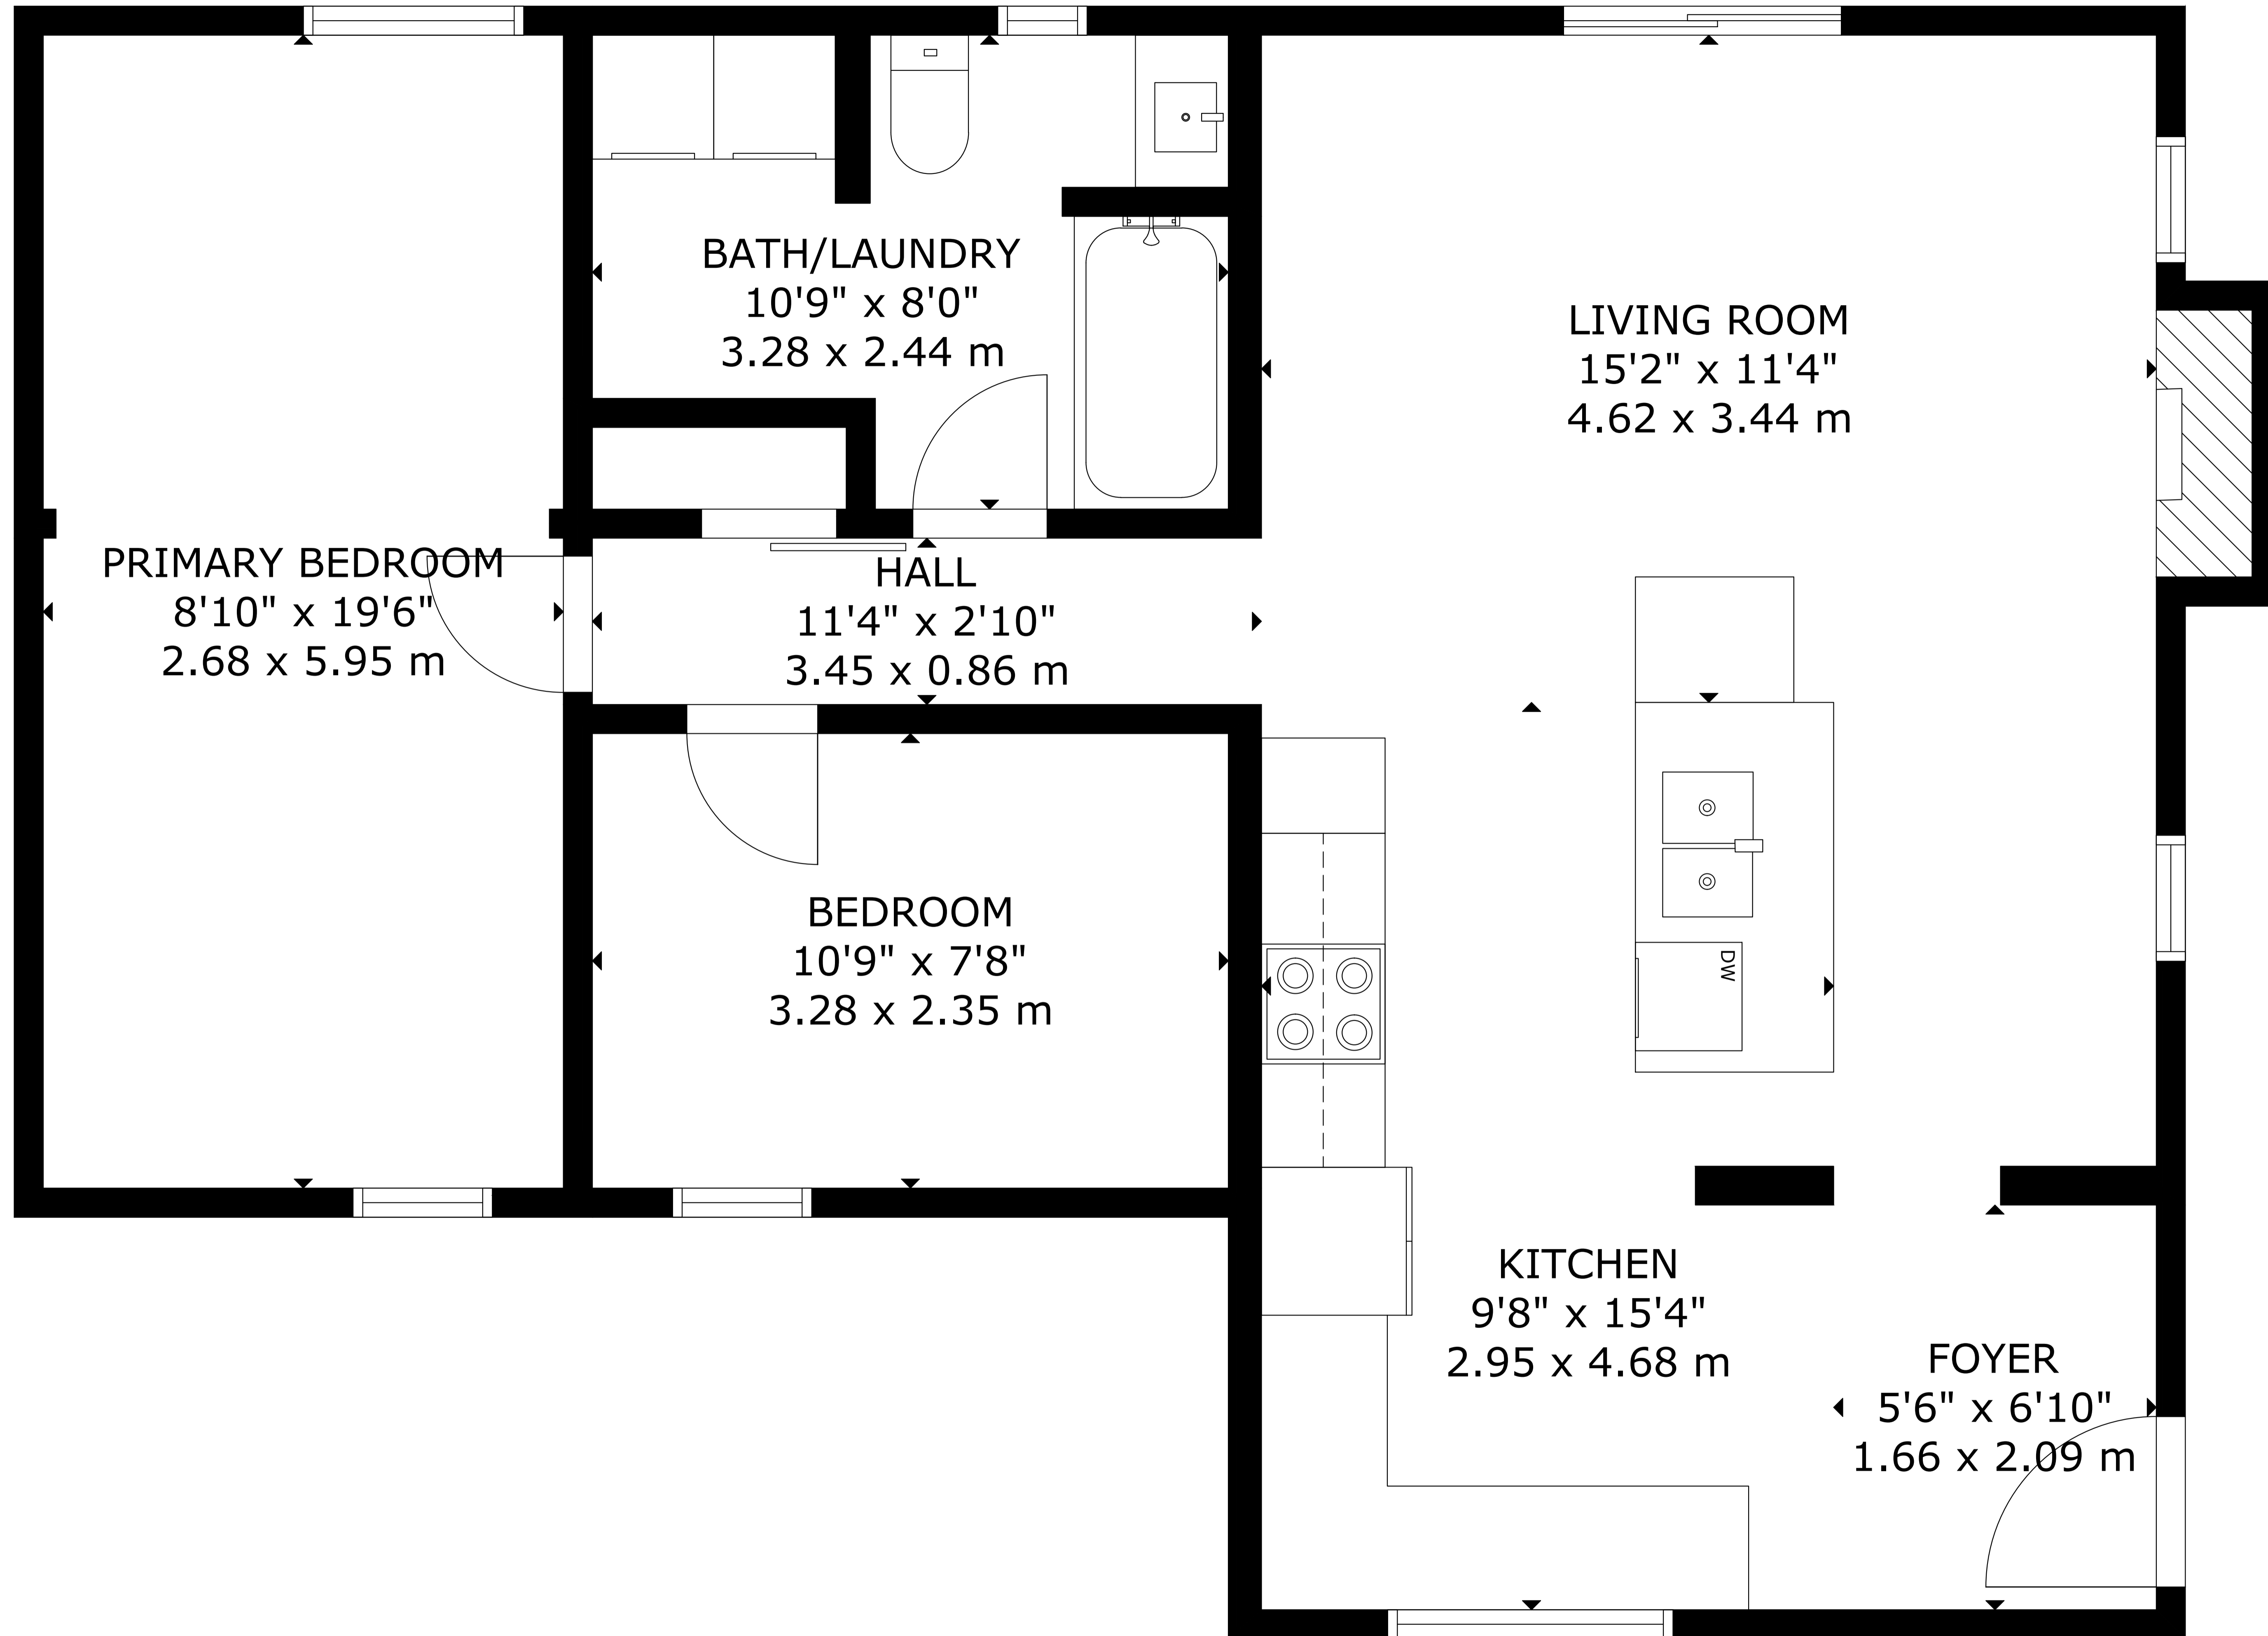 BATH/LAUNDRY
10'9" x 8'0"
3.28 x 2.44 m
LIVING ROOM
15'2" x 11'4"
4.62 x 3.44 m
PRIMARY BEDROOM
8'10" x 19'6"
2.68 x 5.95 m
HALL
11'4" x 2'10"
3.45 x 0.86 m
BEDROOM
10'9" x 7'8"
3.28 x 2.35 m
DW
KITCHEN
9'8" x 15'4"
2.95 x 4.68 m
FOYER
5'6" x 6'10"
1.66 x 2.09 m